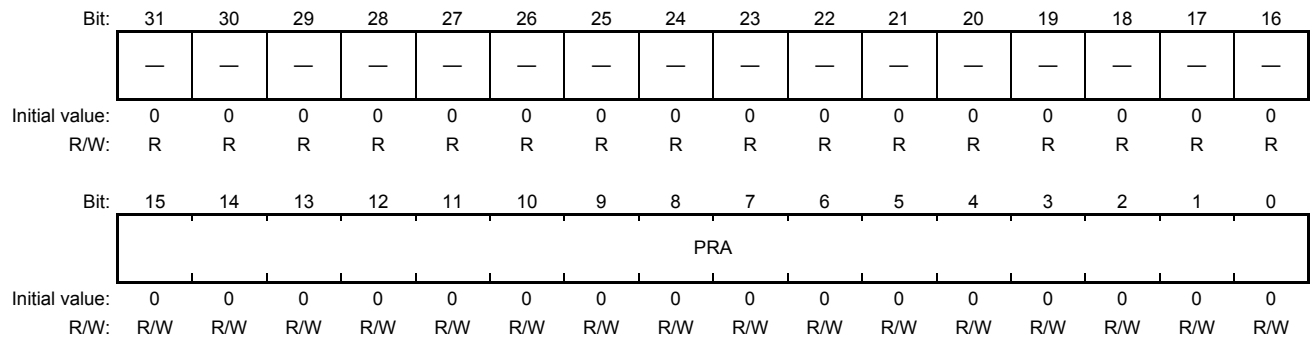 Bit: 31 30 29 28 27 26 25 24 23 22 21 20 19 18 17 16
— — — — — — — — — — — — — — — —
Initial value: 0 0 0 0 0 0 0 0 0 0 0 0 0 0 0 0
R/W: R R R R R R R R R R R R R R R R
Bit: 15 14 13 12 11 10 9 8 7 6 5 4 3 2 1 0
PRA
Initial value: 0 0 0 0 0 0 0 0 0 0 0 0 0 0 0 0
R/W: R/W R/W R/W R/W R/W R/W R/W R/W R/W R/W R/W R/W R/W R/W R/W R/W